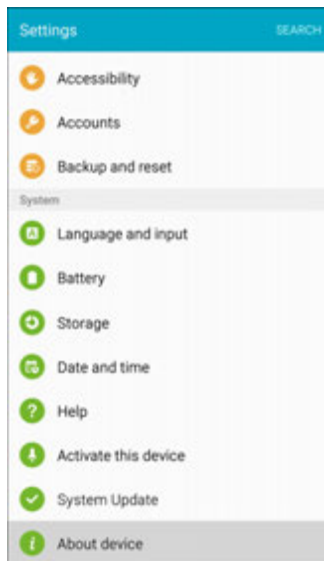 Settings
SEARCH
Accessibility
Accounts
Backup and reset
System
Language and input
Battery
Storage
Date and time
Help
Activate this device
System Update
About device